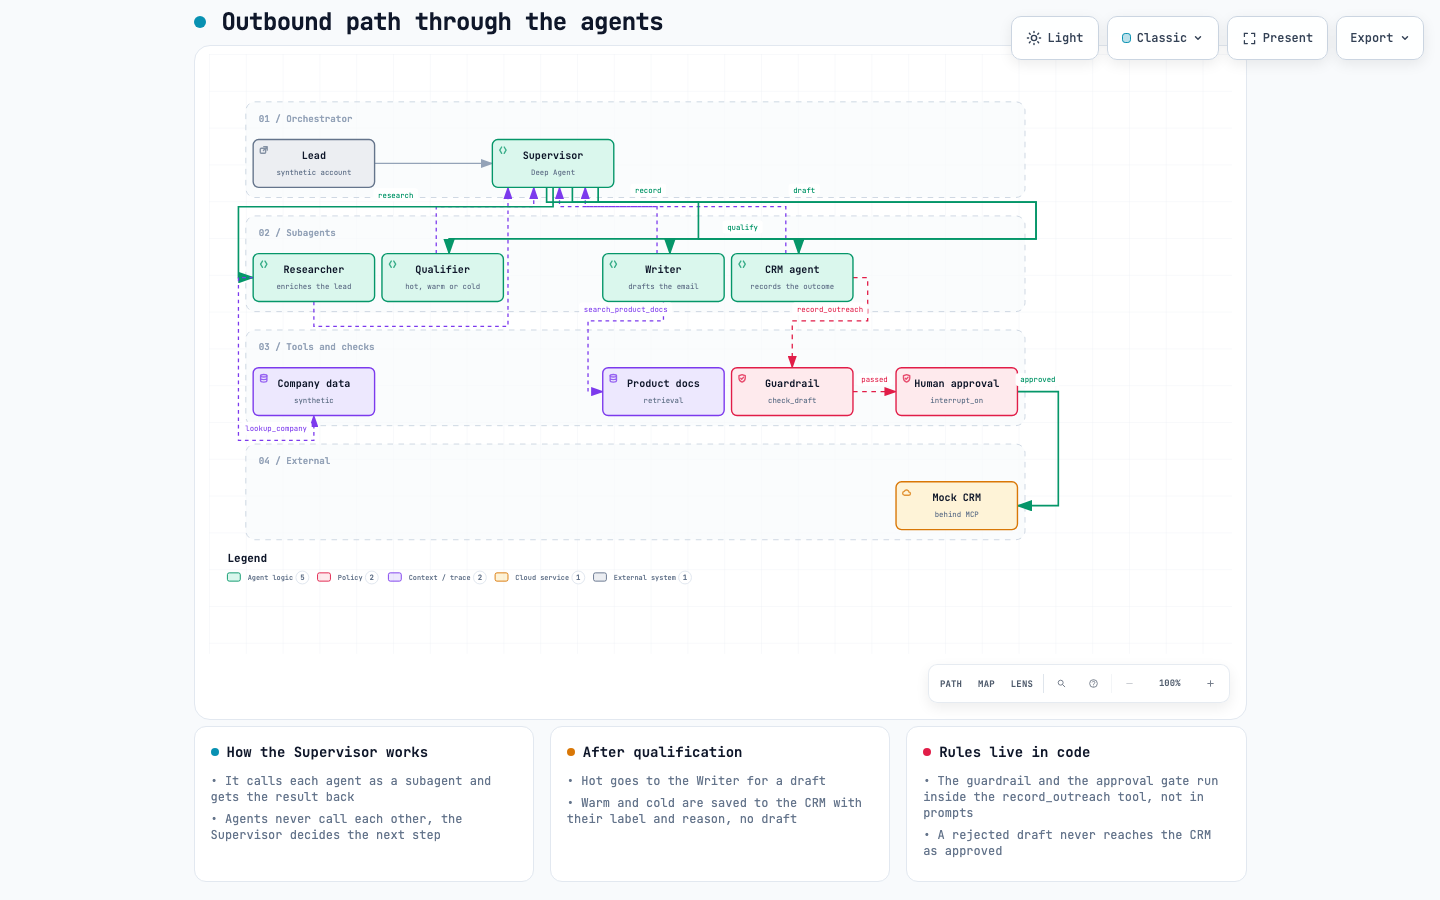 Outbound path through the agents
Light
Classic
Present
Export
01 / Orchestrator
Lead
synthetic account
Supervisor
Deep Agent
research
record
draft
qualify
02 / Subagents
Researcher
enriches the lead
Qualifier
hot, warm or cold
Writer
drafts the email
CRM agent
records the outcome
search_product_docs
record_outreach
03 / Tools and checks
Company data
synthetic
Product docs
retrieval
Guardrail
check_draft
passed
Human approval
interrupt_on
approved
lookup_company
04 / External
Mock CRM
behind MCP
Legend
Agent logic 5
Policy 2
Context / trace 2
Cloud service 1
External system 1
PATH
MAP
LENS
100%
How the Supervisor works
• It calls each agent as a subagent and
gets the result back
• Agents never call each other, the
Supervisor decides the next step
After qualification
• Hot goes to the Writer for a draft
• Warm and cold are saved to the CRM with
their label and reason, no draft
Rules live in code
• The guardrail and the approval gate run
inside the record_outreach tool, not in
prompts
• A rejected draft never reaches the CRM
as approved